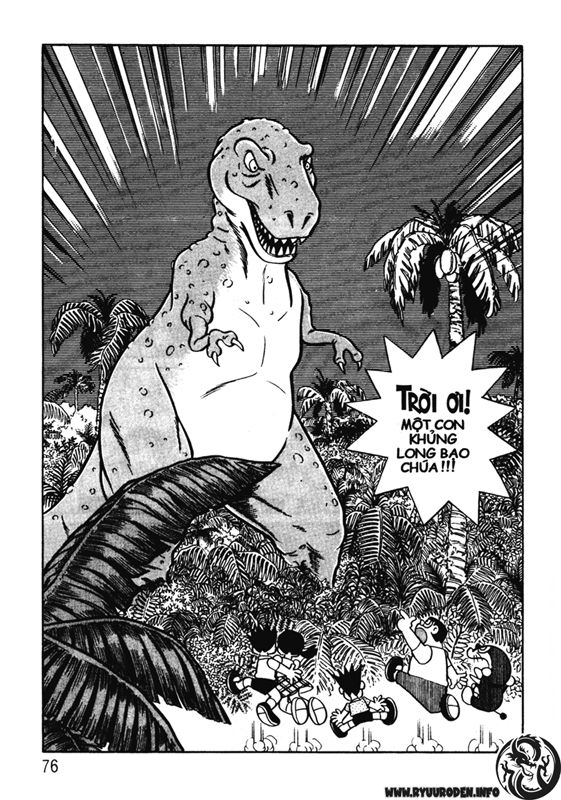 TRỜI ƠI!
MỘT CON
KHỦNG
LONG BẠO
CHÚA!!!
76
WWW.RYUURODEN.INFO